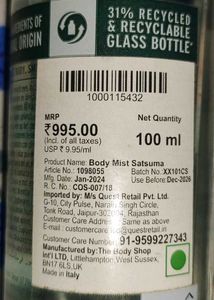 ELEMENTS OF
ORIGIN
31% RECYCLED
& RECYCLABLE
GLASS BOTTLE*
1000115432
MRP
Net Quantity
₹995.00
100 ml
(Incl. of all taxes)
USP ₹ 9.95/ml
Product Name: Body Mist Satsuma
Article No.: 1098055
Batch No. XX101CS
Mfg. Date: Jan-2024
Use Before: Dec-2026
R. C. No. COS-007/18
Imported by: M/s Quest Retail Pvt. Ltd.
G-10, City Pulse, Narain Singh Circle,
Tonk Road, Jaipur-302004, Rajasthan
Customer Care Address: Same as above
E-mail :
customercare@questretail.in
Customer Care Number: 91-9599227343
Manufactured by: The Body Shop
Int'l LTD, Littlehampton, West Sussex,
BN17 6LS, UK
Made in Italy